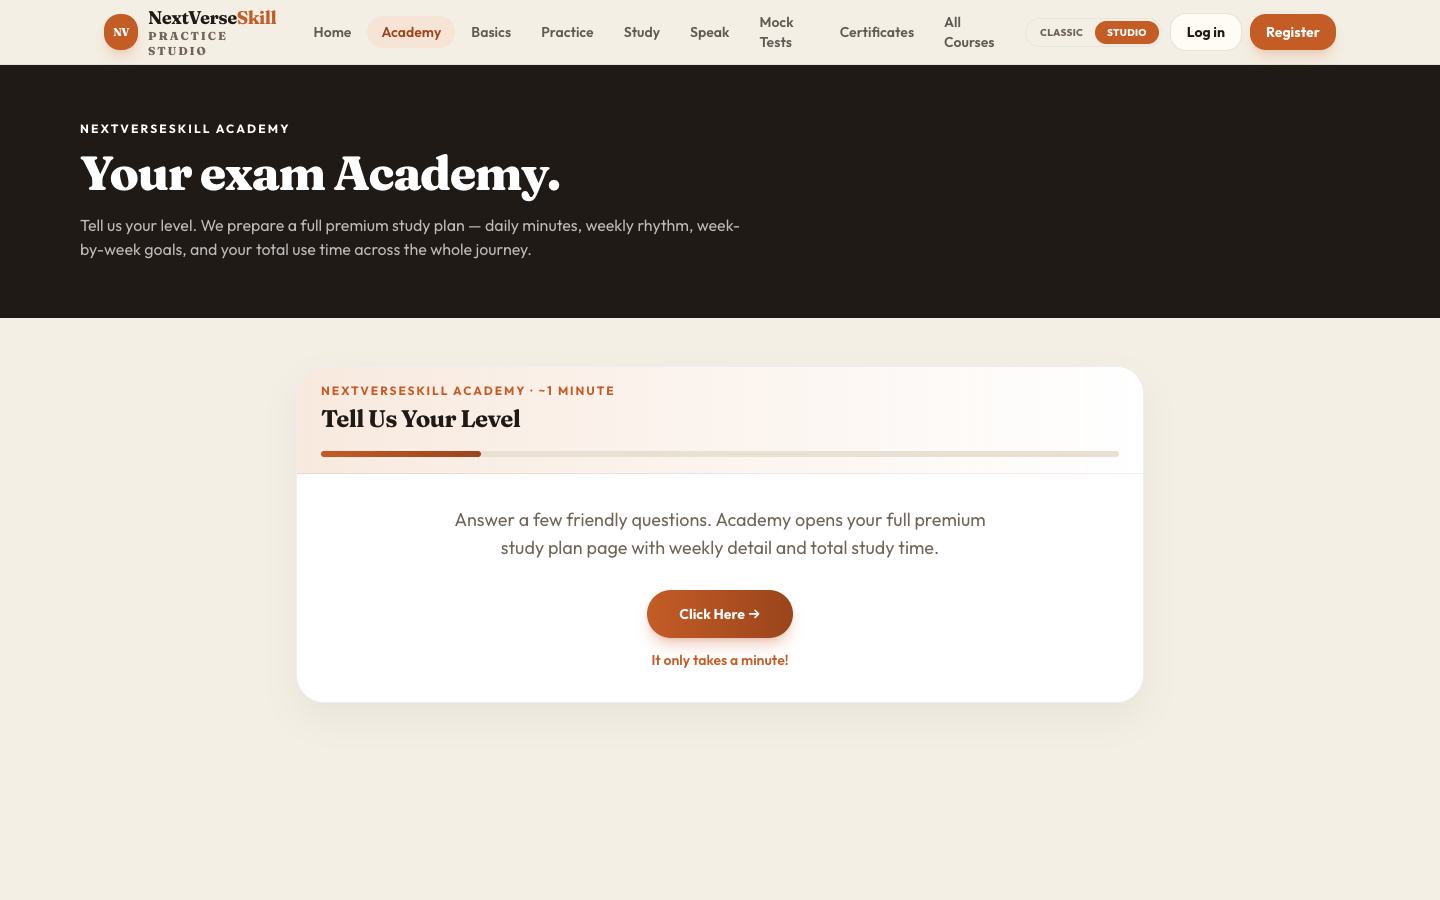 NV
NextVerseSkill
PRACTICE
STUDIO
Home
Academy
Basics
Practice
Study
Speak
Mock
Tests
Certificates
All
Courses
CLASSIC
STUDIO
Log in
Register
NEXTVERSESKILL ACADEMY
Your exam Academy.
Tell us your level. We prepare a full premium study plan — daily minutes, weekly rhythm, week-
by-week goals, and your total use time across the whole journey.
NEXTVERSESKILL ACADEMY · ~1 MINUTE
Tell Us Your Level
Answer a few friendly questions. Academy opens your full premium
study plan page with weekly detail and total study time.
Click Here →
It only takes a minute!